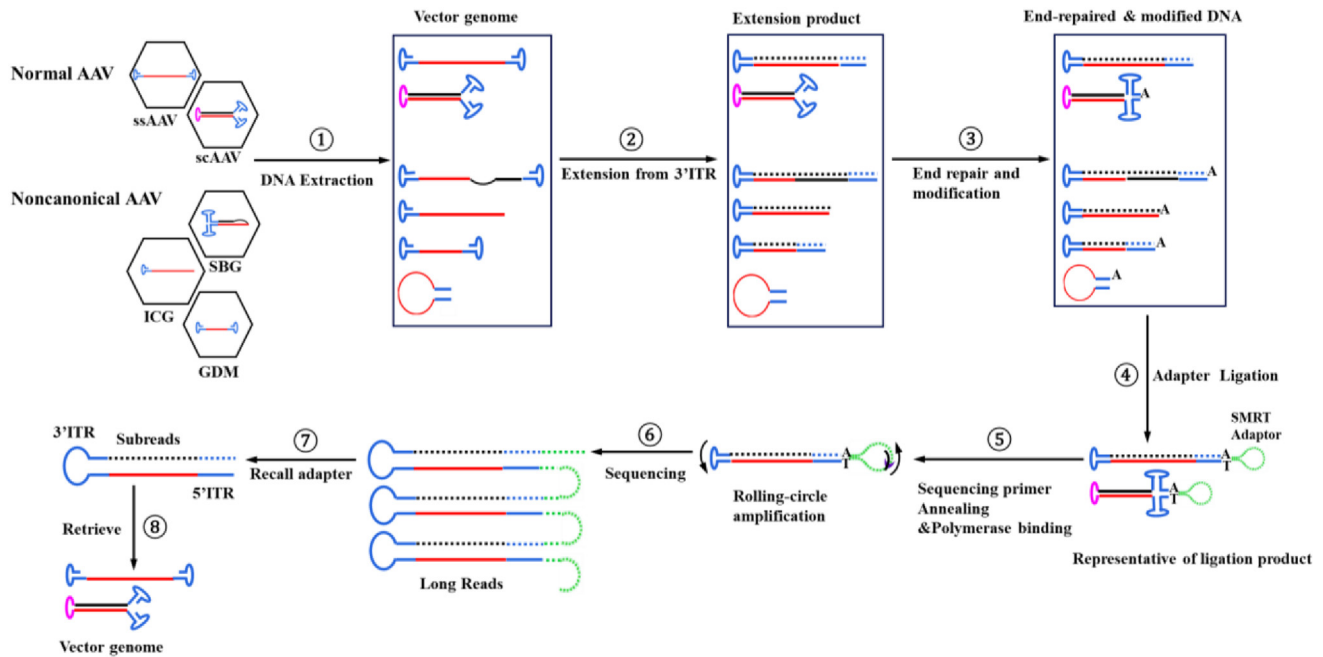 Vector genome
Extension product
End-repaired & modified DNA
Normal AAV
ssAAV
scAAV
①
DNA Extraction
②
Extension from 3'ITR
③
End repair and
modification
A
Noncanonical AAV
SBG
ICG
GDM
A
A
A
A
④
Adapter Ligation
SMRT
Adaptor
A
T
A
T
Representative of ligation product
⑤
Sequencing primer
Annealing
&Polymerase binding
A
T
Rolling-circle
amplification
⑥
Sequencing
Long Reads
⑦
Recall adapter
3'ITR
Subreads
5'ITR
Retrieve
⑧
Vector genome